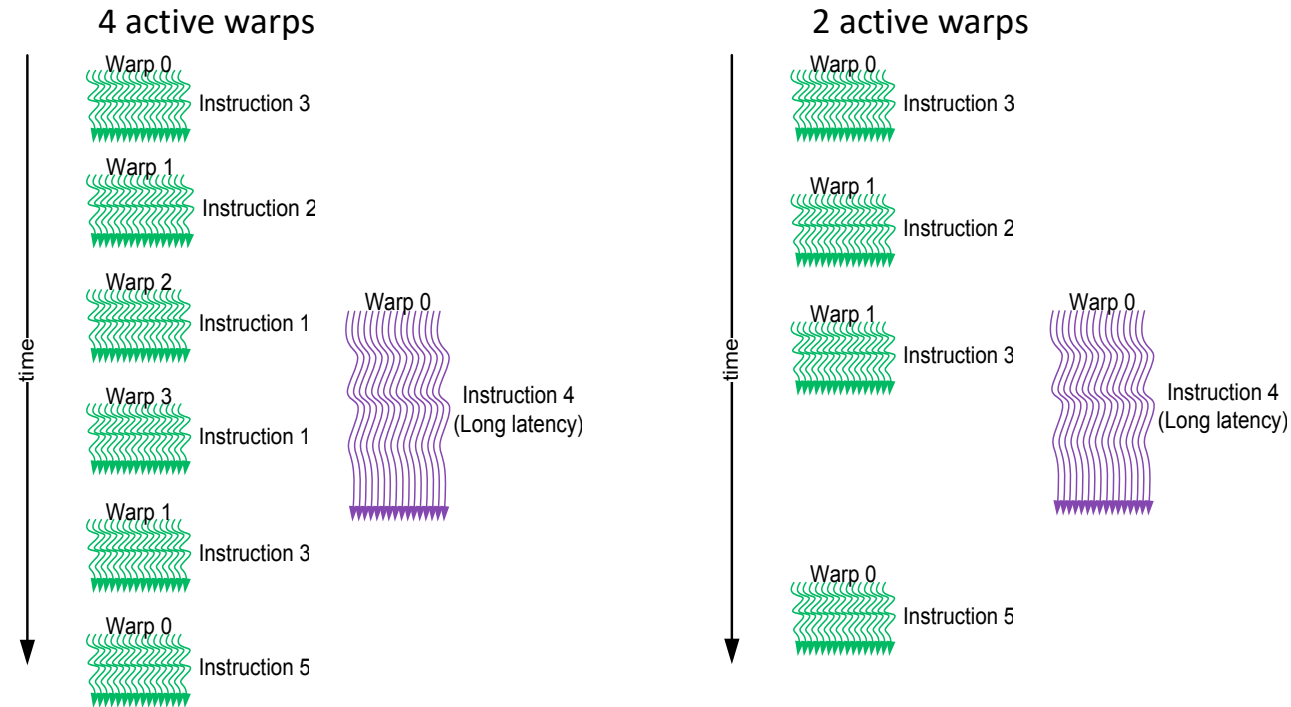 4 active warps
time
Warp 0
Instruction 3
Warp 1
Instruction 2
Warp 2
Instruction 1
Warp 0
Instruction 4
(Long latency)
Warp 3
Instruction 1
Warp 1
Instruction 3
Warp 0
Instruction 5
2 active warps
time
Warp 0
Instruction 3
Warp 1
Instruction 2
Warp 1
Instruction 3
Warp 0
Instruction 4
(Long latency)
Warp 0
Instruction 5